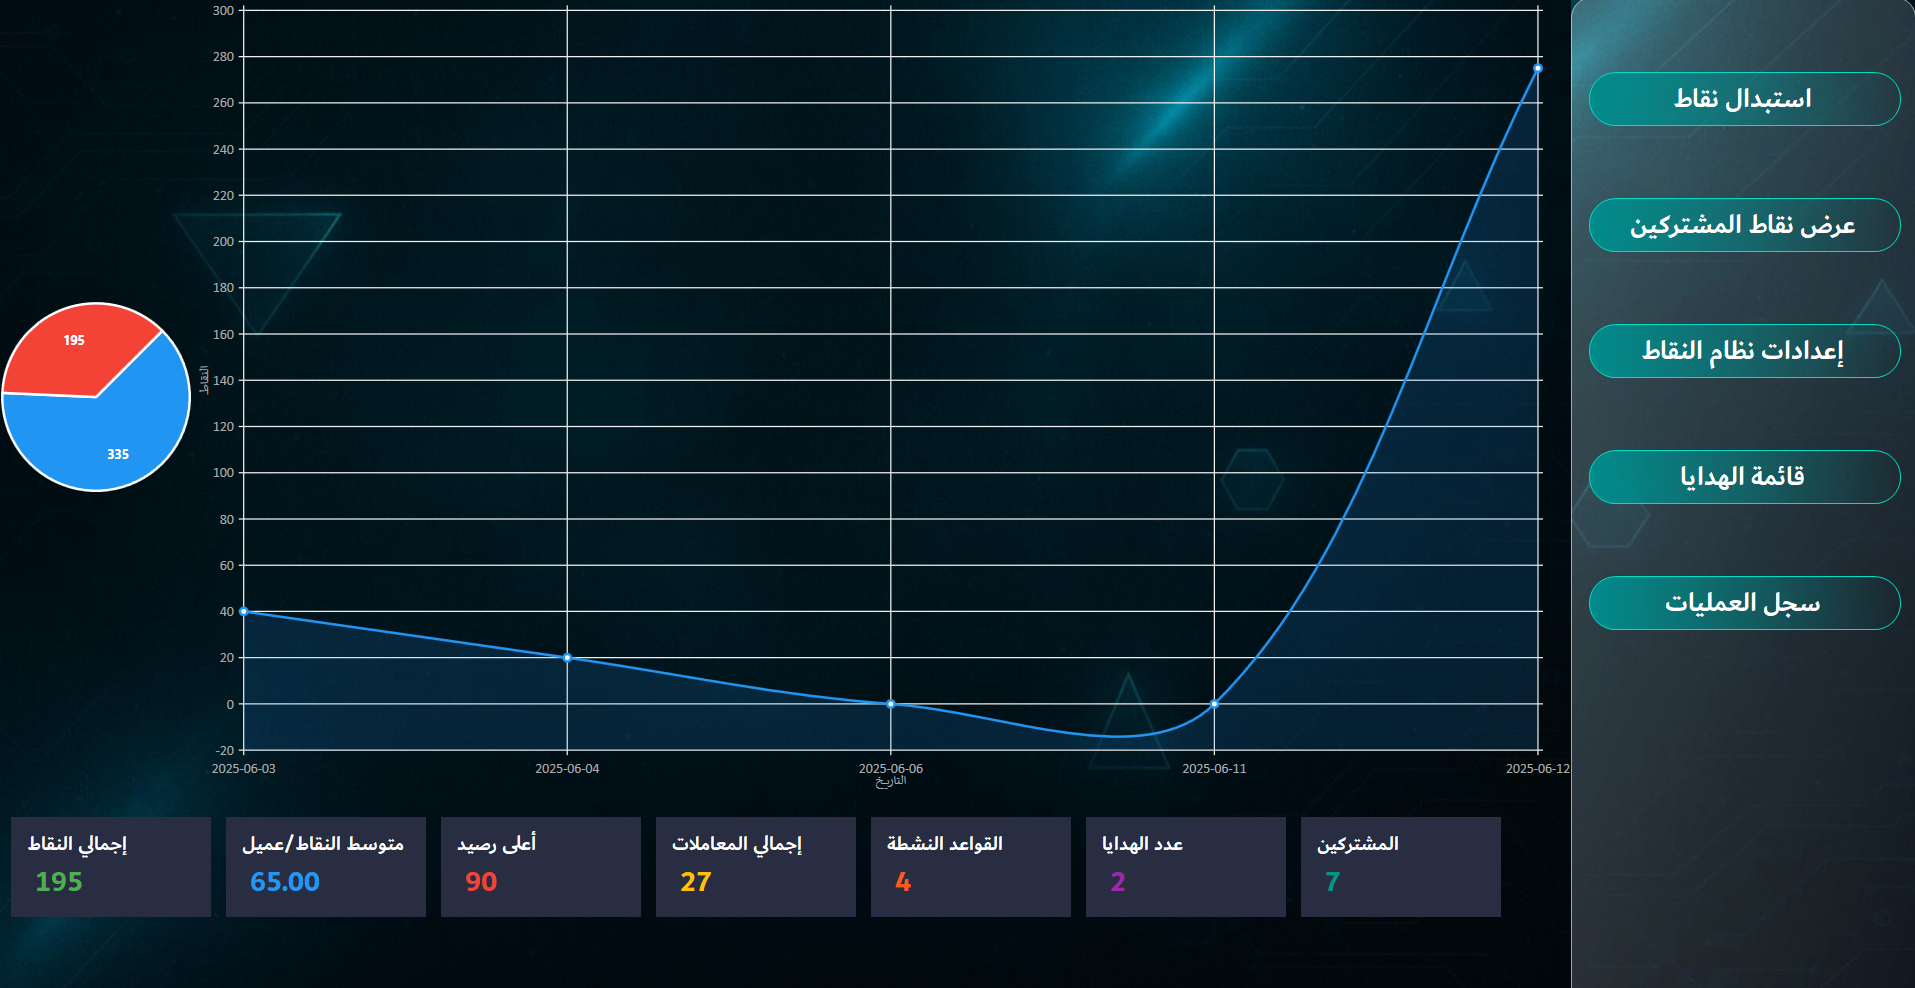 استبدال نقاط
عرض نقاط المشتركين
إعدادات نظام النقاط
قائمة الهدايا
سجل العمليات
300
280
260
240
220
200
180
160
140
120
100
80
60
40
20
0
-20
النقاط
2025-06-03
2025-06-04
2025-06-06
2025-06-11
2025-06-12
التاريخ
195
335
المشتركين
7
عدد الهدايا
2
القواعد النشطة
4
إجمالي المعاملات
27
أعلى رصيد
90
متوسط النقاط/عميل
65.00
إجمالي النقاط
195